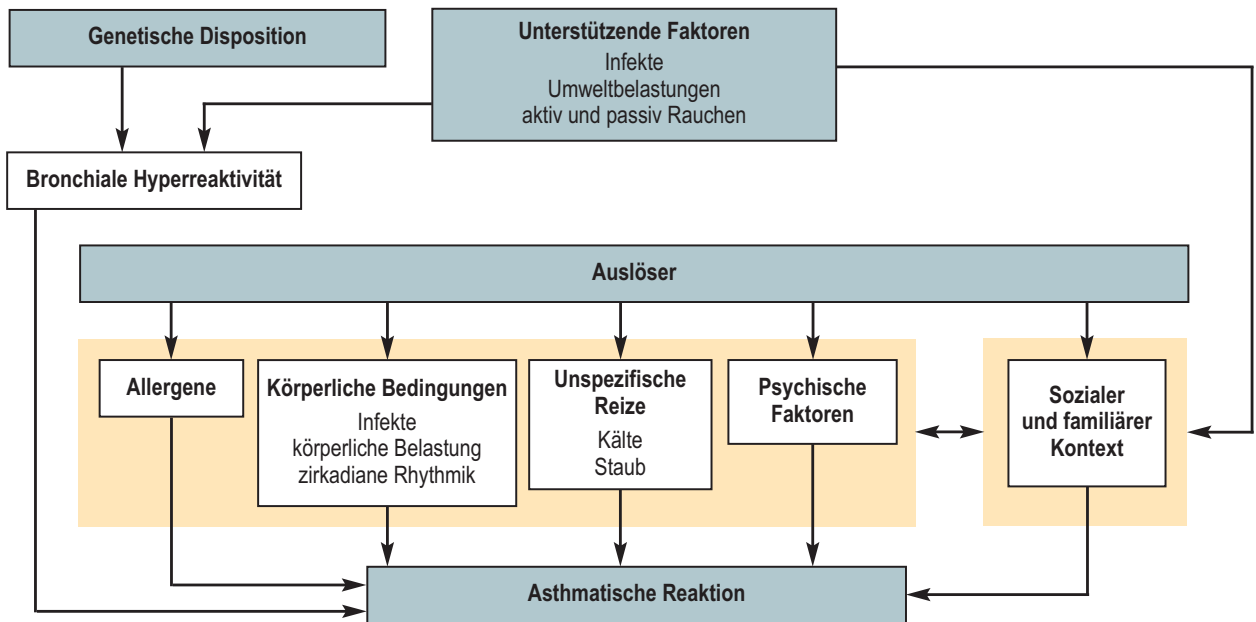 Genetische Disposition
Unterstützende Faktoren
Infekte
Umweltbelastungen
aktiv und passiv Rauchen
Bronchiale Hyperreaktivität
Auslöser
Allergene
Körperliche Bedingungen
Infekte
körperliche Belastung
zirkadiane Rhythmik
Unspezifische
Reize
Kälte
Staub
Psychische
Faktoren
Sozialer
und familiärer
Kontext
Asthmatische Reaktion